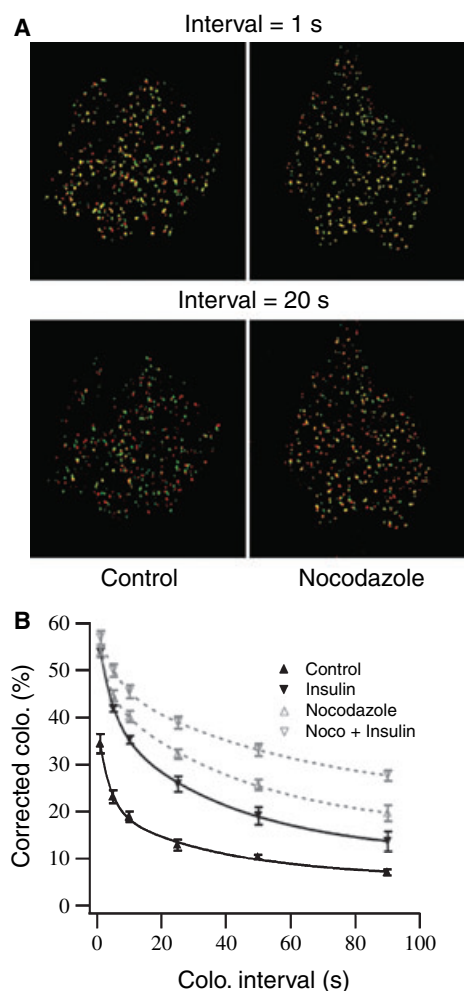 A
Interval = 1 s
Interval = 20 s
Control Nocodazole
B
Corrected colo. (%)
60
50
40
30
20
10
0
Control
Insulin
Nocodazole
Noco + Insulin
0 20 40 60 80 100
Colo. interval (s)